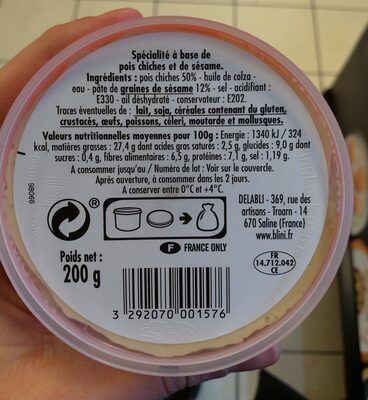 Spécialité à base de
pois chiches et de sésame.
Ingrédients : pois chiches 50% - huile de colza -
eau - pâte de graines de sésame 12% - sel - acidifiant :
E330 - ail déshydraté - conservateur : E202.
Traces éventuelles de : lait, soja, céréales contenant du gluten,
crustacés, œufs, poissons, céleri, moutarde et mollusques.
Valeurs nutritionnelles moyennes pour 100g : Energie : 1340 kJ / 324
kcal, matières grasses : 27,4 g dont acides gras saturés : 2,5 g, glucides : 9,0 g dont
sucres : 0,4 g, fibres alimentaires : 6,5 g, protéines : 7,1 g, sel : 1,19 g.
A consommer jusqu'au / Numéro de lot : Voir sur le couvercle.
Après ouverture, à consommer dans les 2 jours.
A conserver entre 0°C et +4°C.
®
DELABLI - 369, rue des
artisans - Troarn - 14
670 Saline (France)
www.blini.fr
F FRANCE ONLY
Poids net :
200 g
FR
14.712.042
CE
3 292070 001576